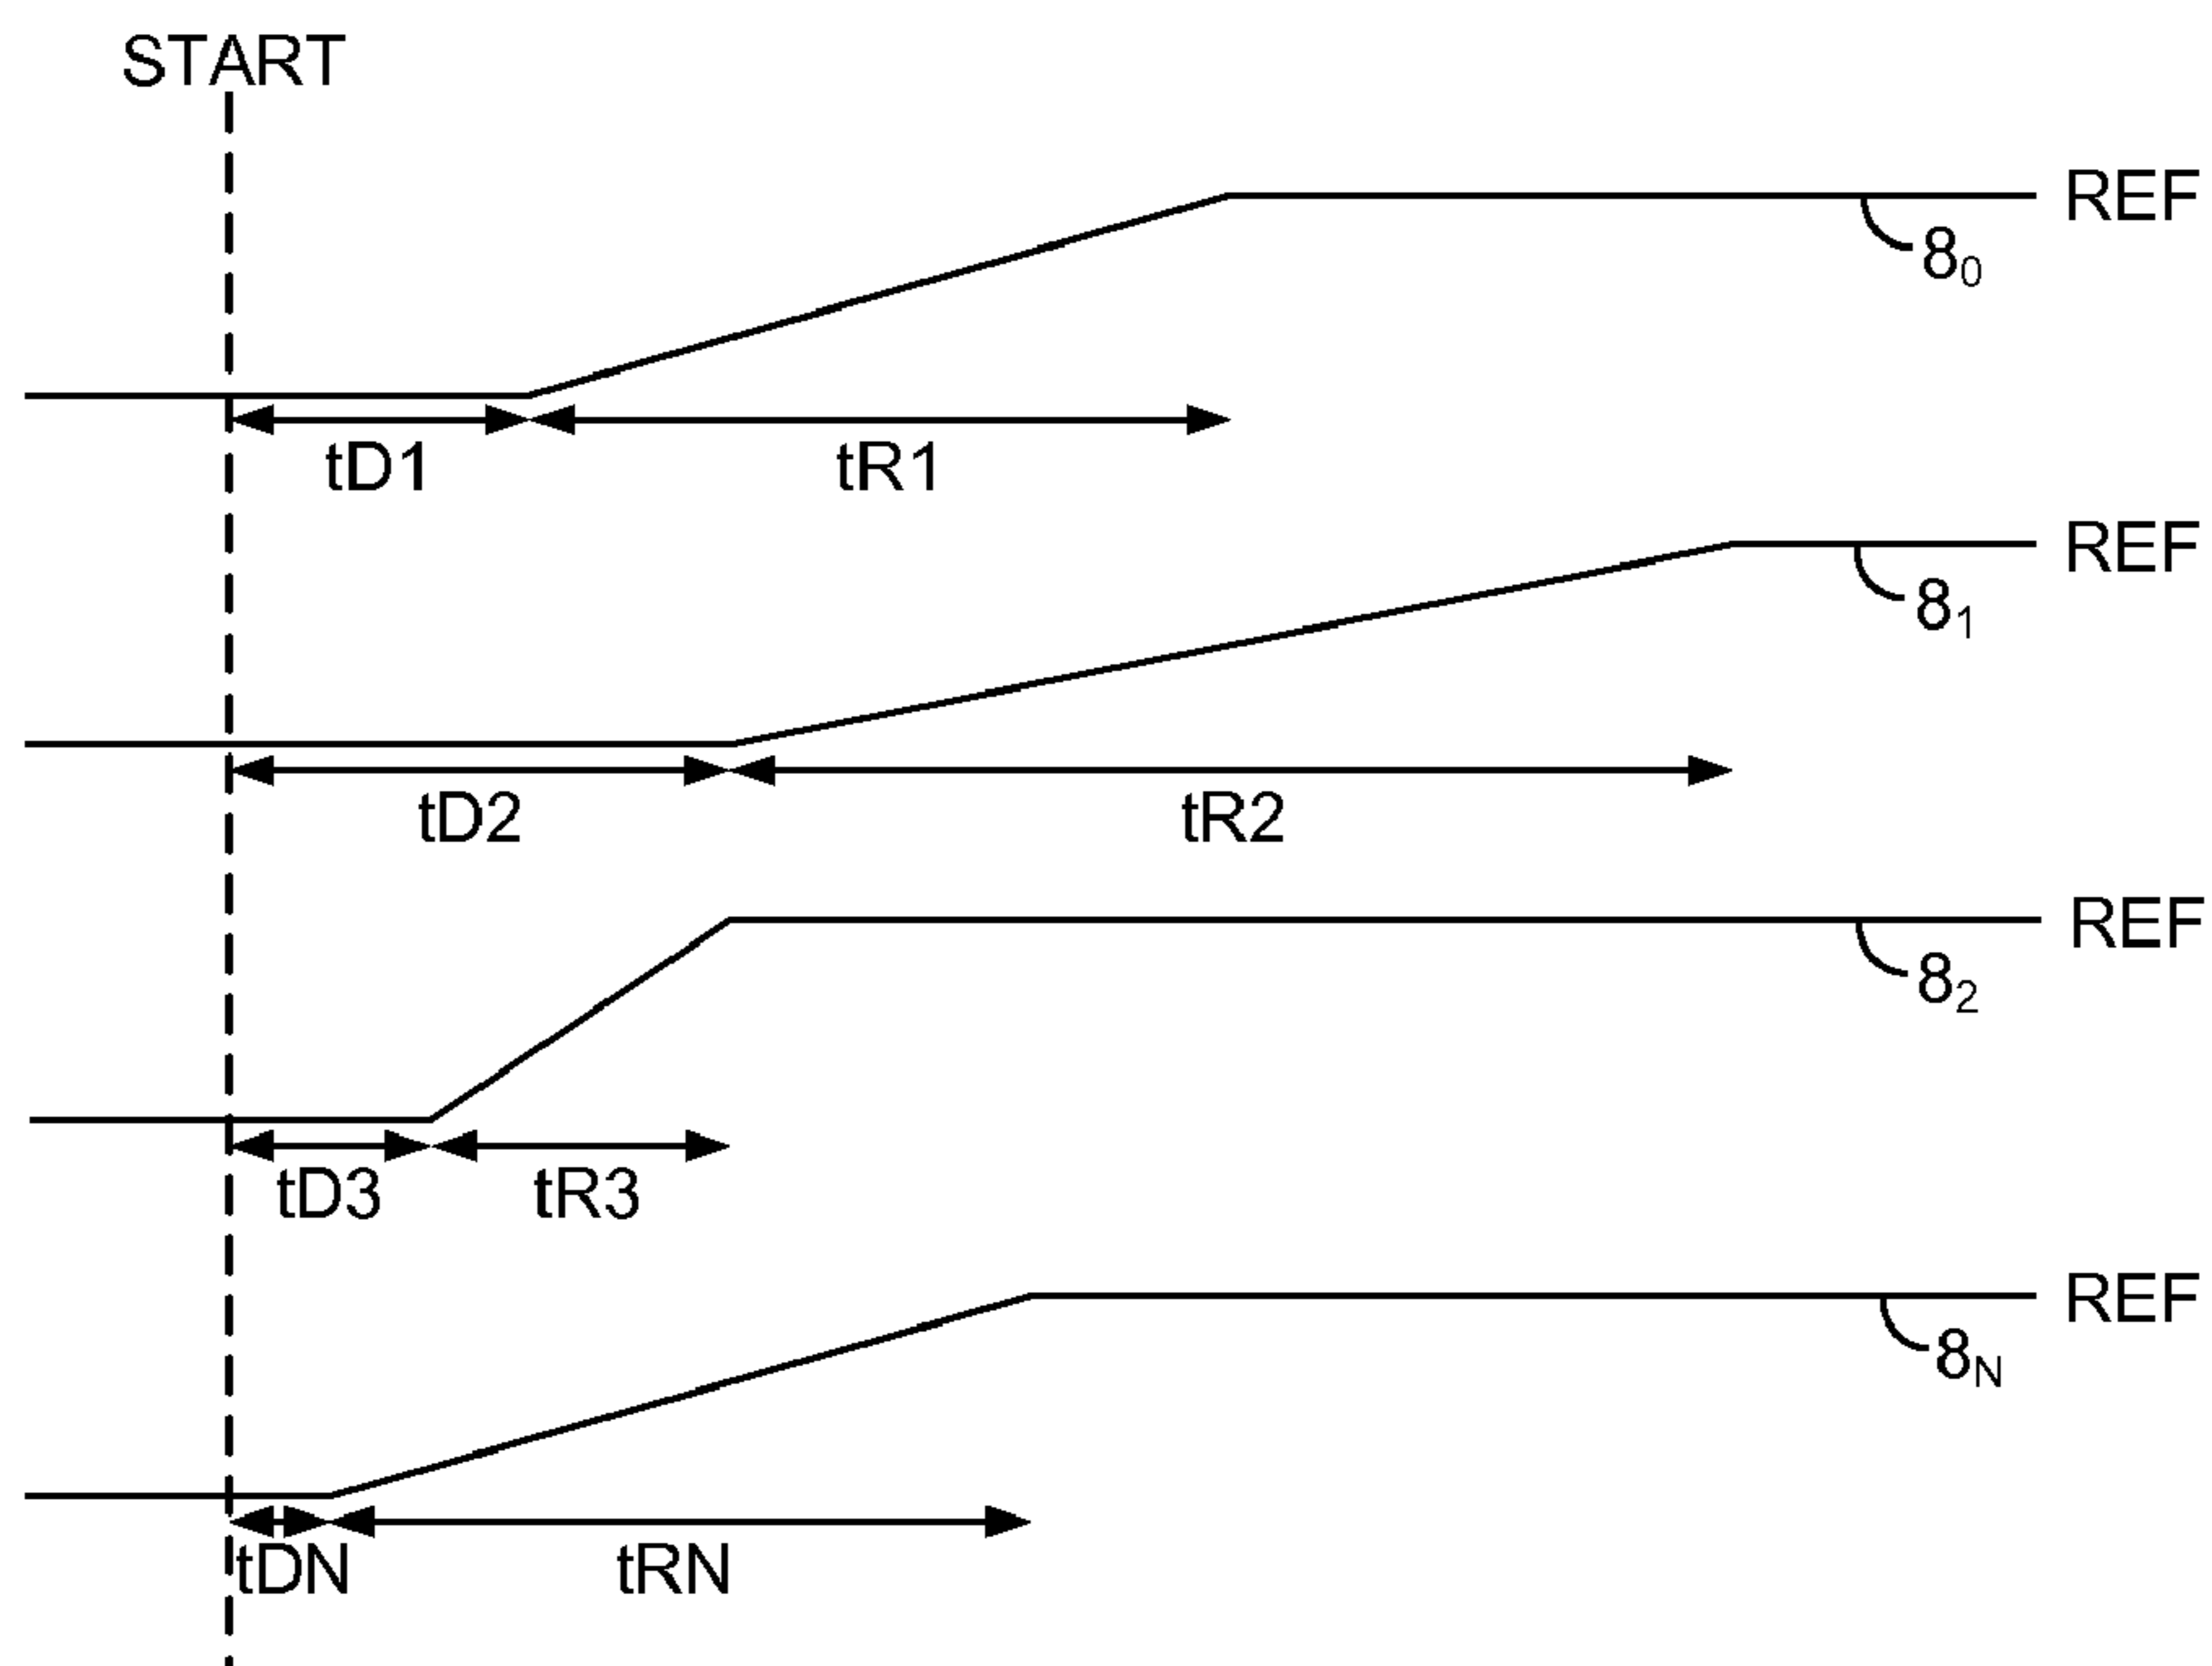 START
REF
8₀
tD1 tR1
REF
8₁
tD2 tR2
REF
8₂
tD3 tR3
REF
8N
tDN tRN